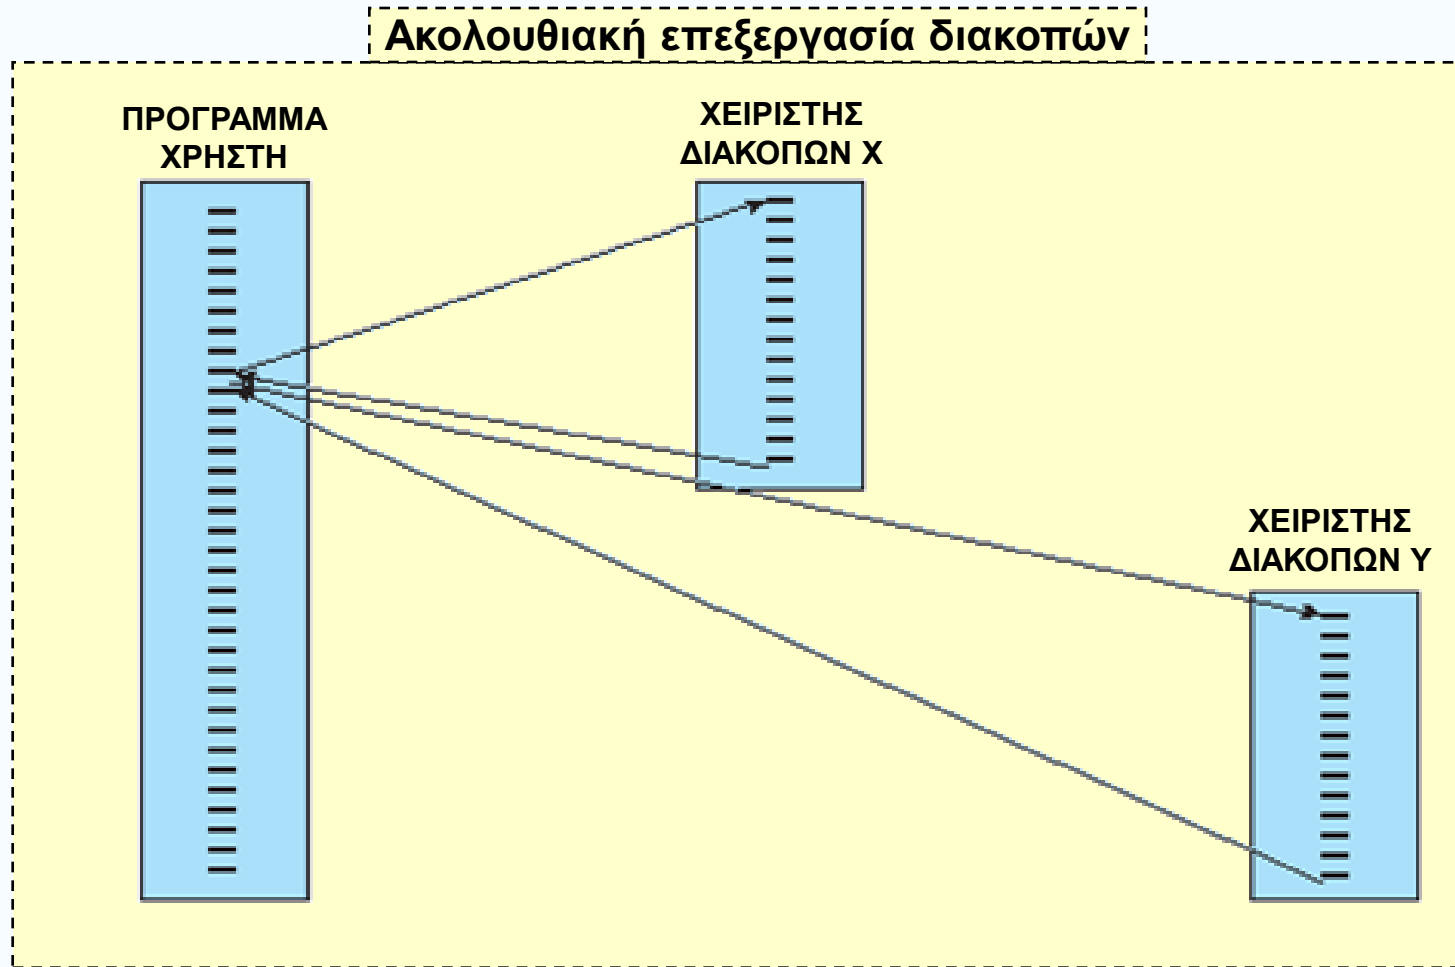 Ακολουθιακή επεξεργασία διακοπών
ΠΡΟΓΡΑΜΜΑ
ΧΡΗΣΤΗ
ΧΕΙΡΙΣΤΗΣ
ΔΙΑΚΟΠΩΝ Χ
ΧΕΙΡΙΣΤΗΣ
ΔΙΑΚΟΠΩΝ Υ